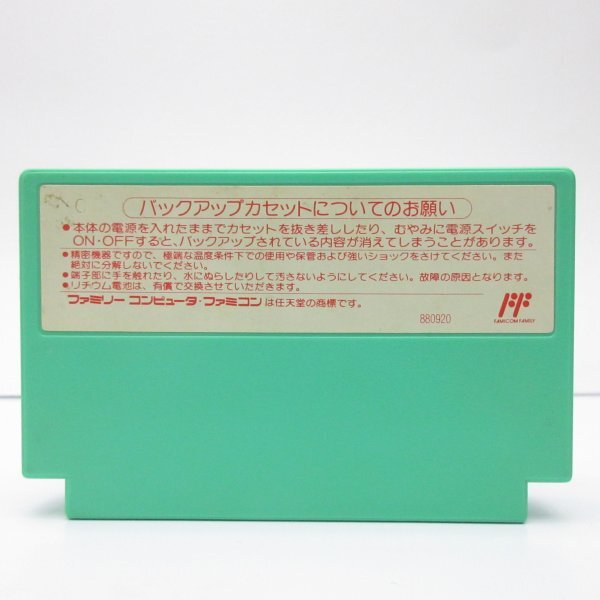 バックアップカセットについてのお願い
●本体の電源を入れたままでカセットを抜き差ししたり、むやみに電源スイッチを
ON・OFFすると、バックアップされている内容が消えてしまうことがあります。
●精密機器ですので、極端な温度条件下での使用や保管および強いショックをさけてください。また
絶対に分解しないでください。
●端子部に手を触れたり、水にぬらしたりして汚さないようにしてください。故障の原因となります。
●リチウム電池は、有償で交換させていただきます。
ファミリーコンピュータ・ファミコンは任天堂の商標です。
880920
FAMICOM FAMILY